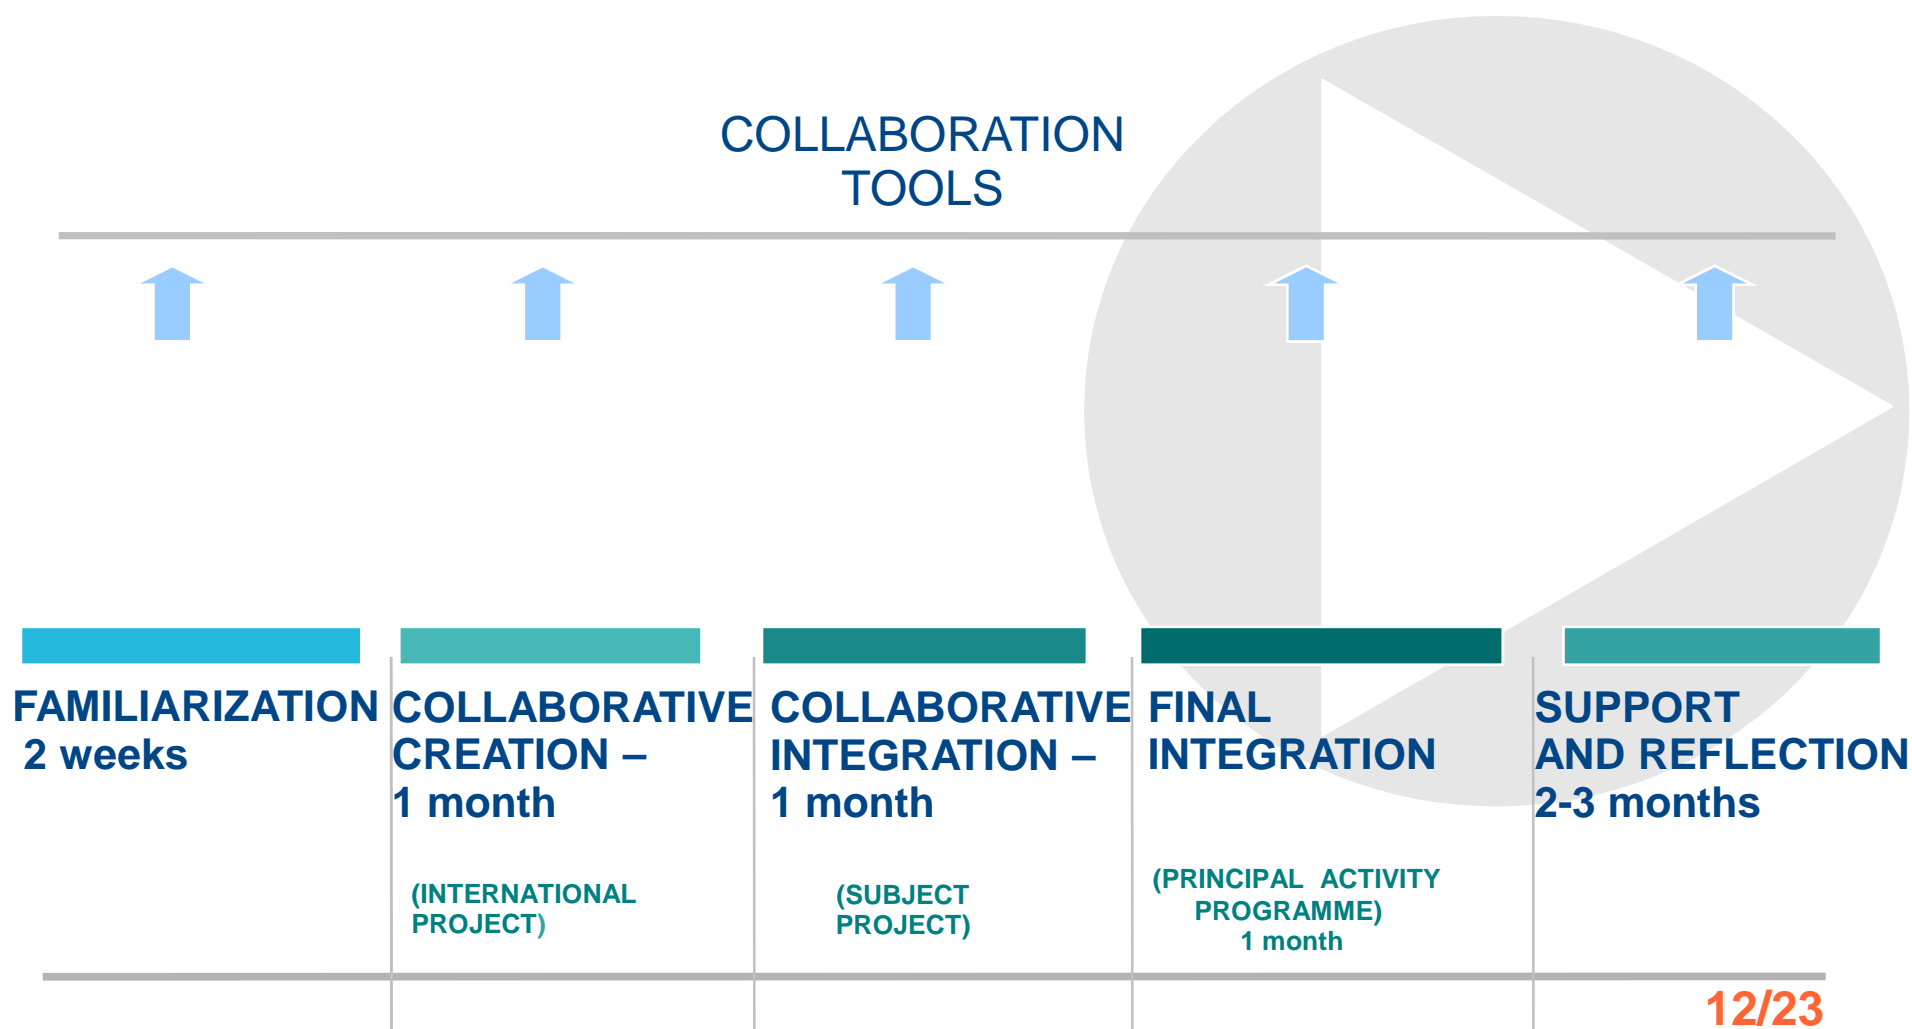 COLLABORATION
TOOLS
FAMILIARIZATION
2 weeks
COLLABORATIVE
CREATION –
1 month
(INTERNATIONAL
PROJECT)
COLLABORATIVE
INTEGRATION –
1 month
(SUBJECT
PROJECT)
FINAL
INTEGRATION
(PRINCIPAL ACTIVITY
PROGRAMME)
1 month
SUPPORT
AND REFLECTION
2-3 months
12/23